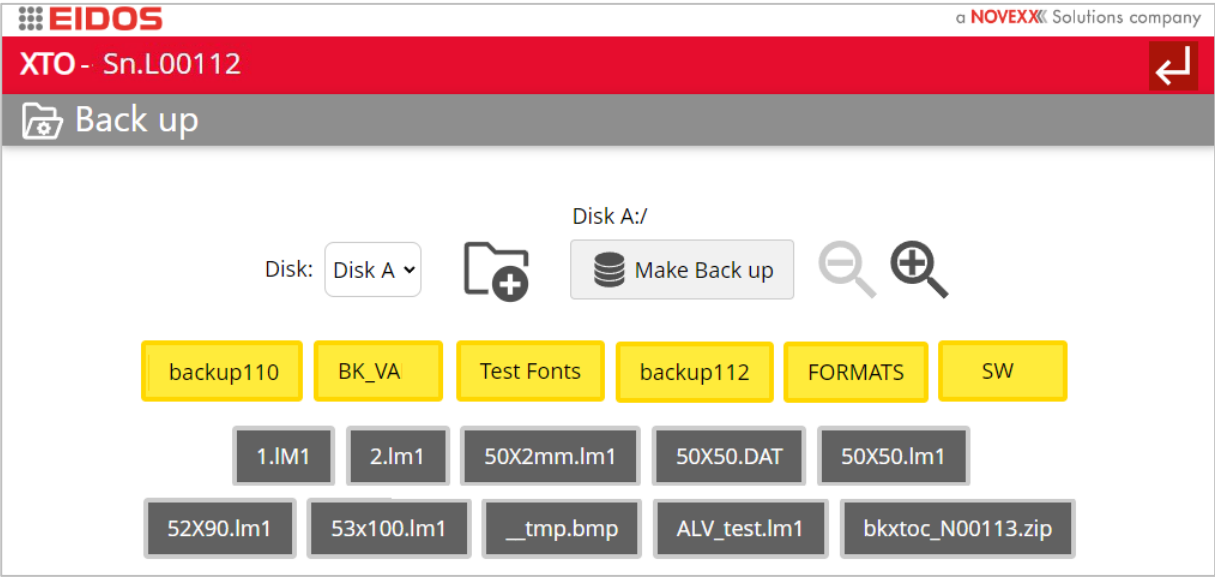 EIDOS a NOVEXX Solutions company
XTO - Sn.L00112
Back up
Disk A:/
Disk: Disk A Make Back up
backup110 BK_VA Test Fonts backup112 FORMATS SW
1.lM1 2.lm1 50X2mm.lm1 50X50.DAT 50X50.lm1
52X90.lm1 53x100.lm1 __tmp.bmp ALV_test.lm1 bkxtoc_N00113.zip